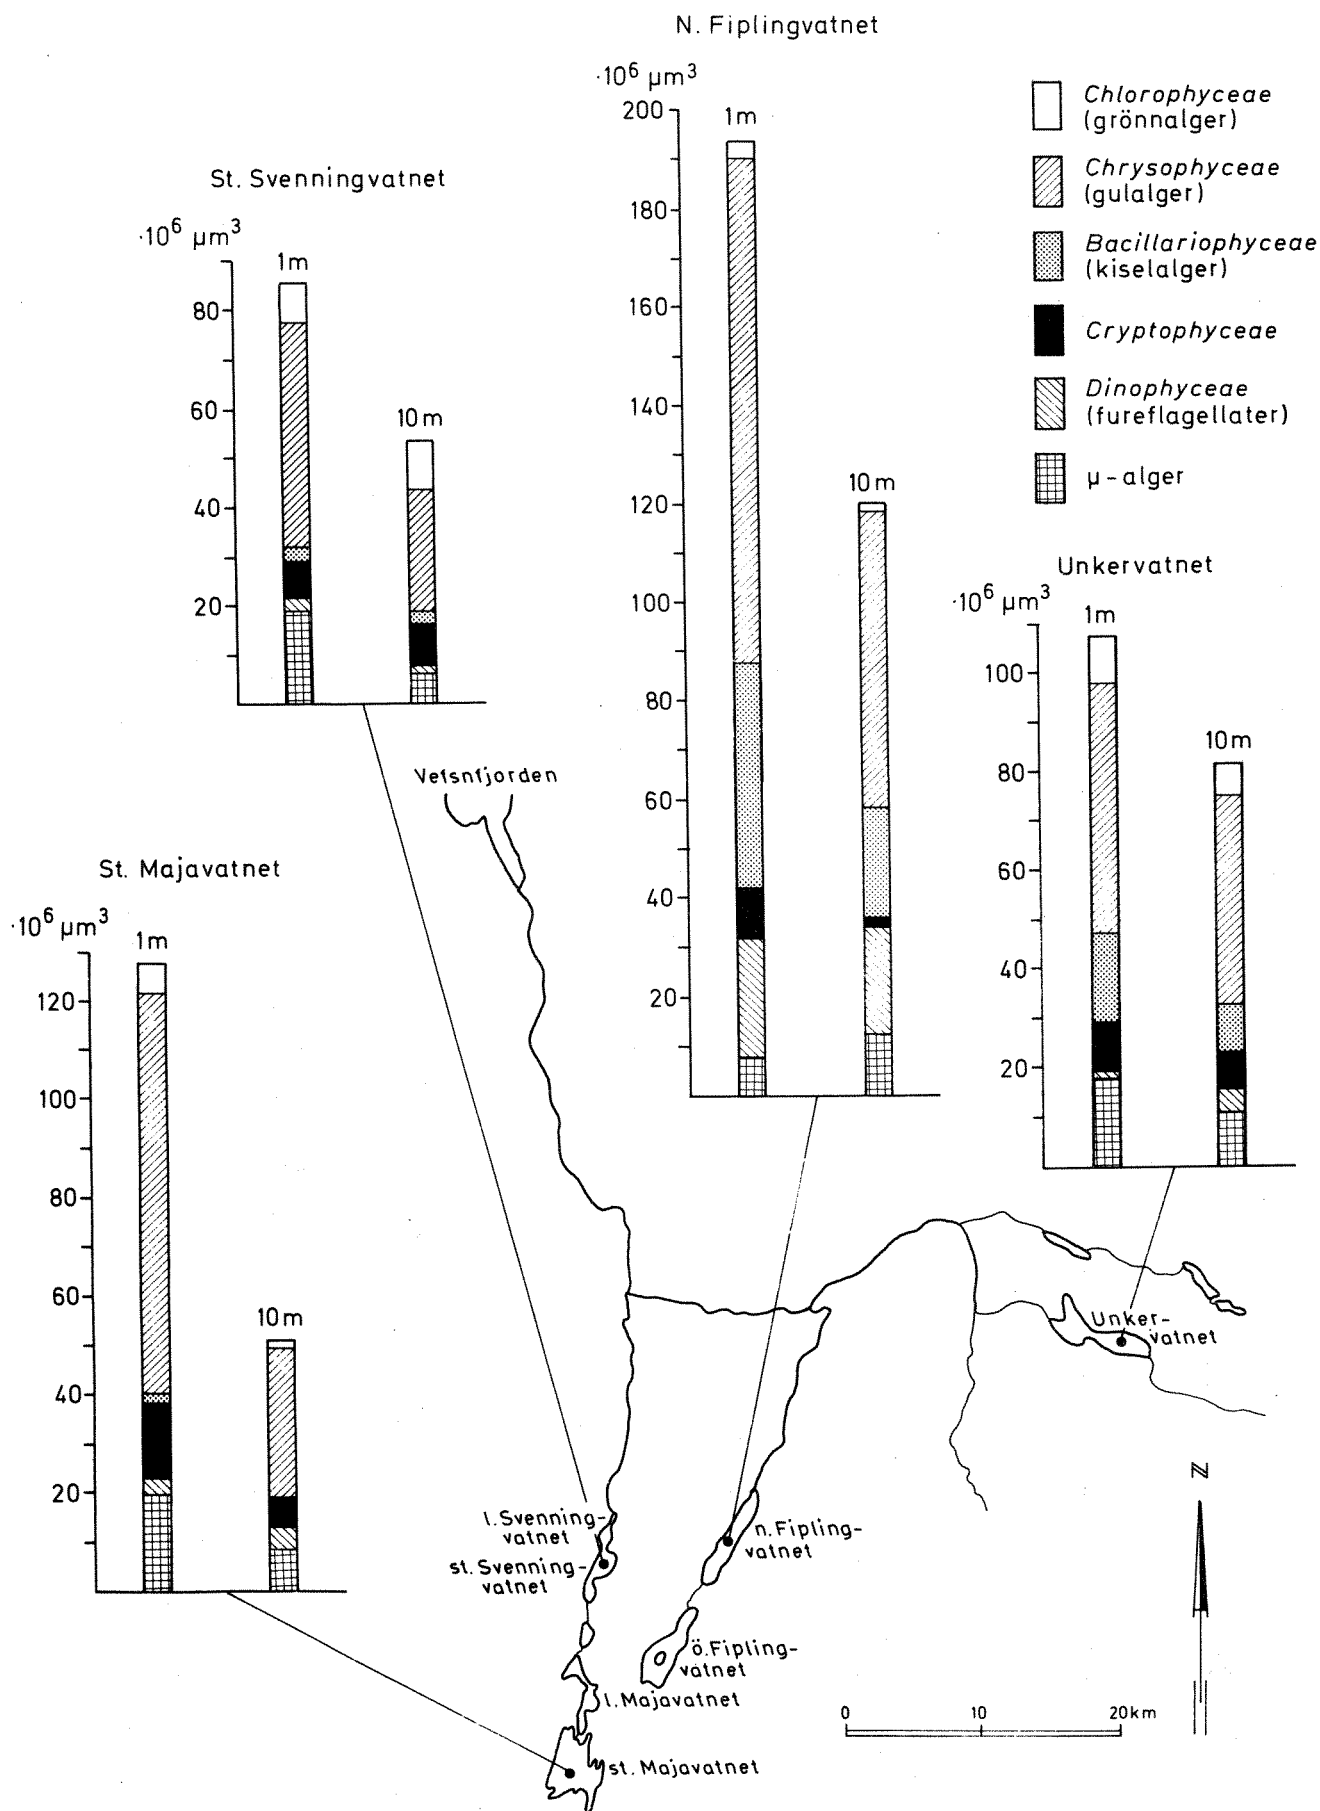 N. Fiplingvatnet
·10⁶ µm³
200
180
160
140
120
100
80
60
40
20
1m
10m
Chlorophyceae
(grönnalger)
Chrysophyceae
(gulalger)
Bacillariophyceae
(kiselalger)
Cryptophyceae
Dinophyceae
(fureflagellater)
µ-alger
St. Svenningvatnet
·10⁶ µm³
80
60
40
20
1m
10m
Unkervatnet
·10⁶ µm³
100
80
60
40
20
1m
10m
St. Majavatnet
·10⁶ µm³
120
100
80
60
40
20
1m
10m
Vefsnfjorden
Unker-
vatnet
l. Svenning-
vatnet
st. Svenning-
vatnet
n. Fipling-
vatnet
ö. Fipling-
vatnet
l. Majavatnet
st. Majavatnet
N
0 10 20km